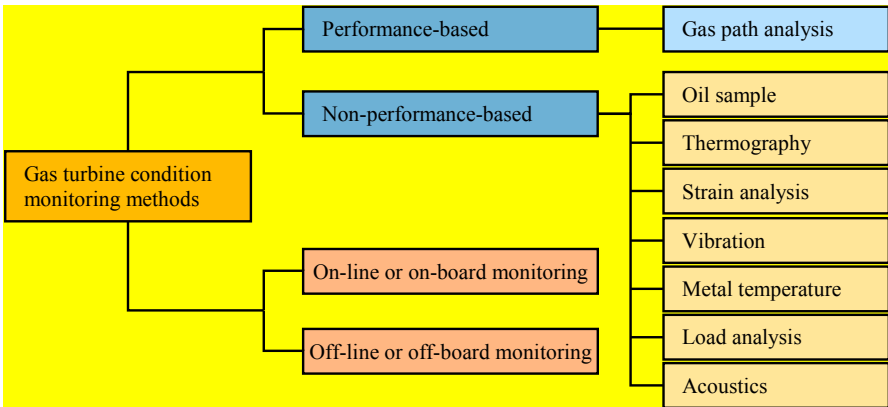 Performance-based
Gas path analysis
Non-performance-based
Oil sample
Thermography
Strain analysis
Vibration
Metal temperature
Load analysis
Acoustics
Gas turbine condition
monitoring methods
On-line or on-board monitoring
Off-line or off-board monitoring